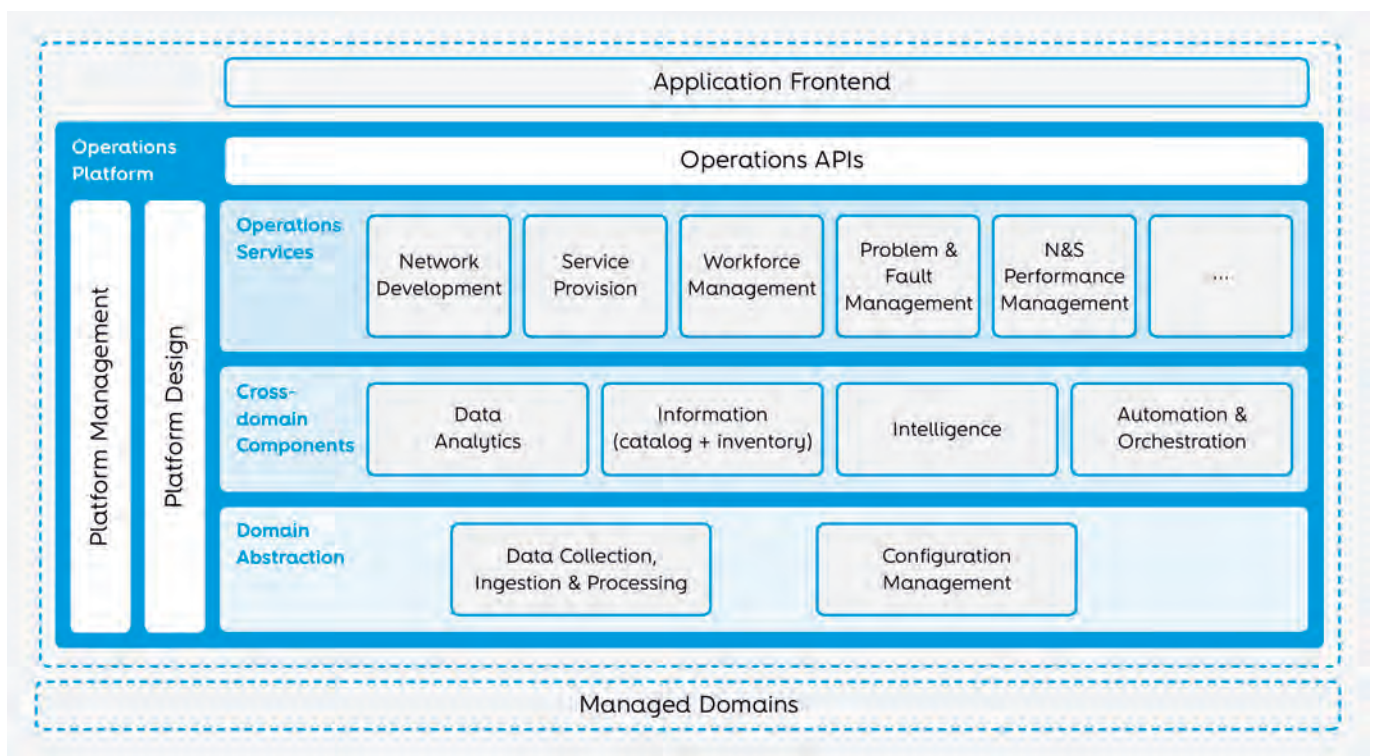 Application Frontend
Operations
Platform
Operations APIs
Platform Management
Platform Design
Operations
Services
Network
Development
Service
Provision
Workforce
Management
Problem &
Fault
Management
N&S
Performance
Management
....
Cross-
domain
Components
Data
Analytics
Information
(catalog + inventory)
Intelligence
Automation &
Orchestration
Domain
Abstraction
Data Collection,
Ingestion & Processing
Configuration
Management
Managed Domains